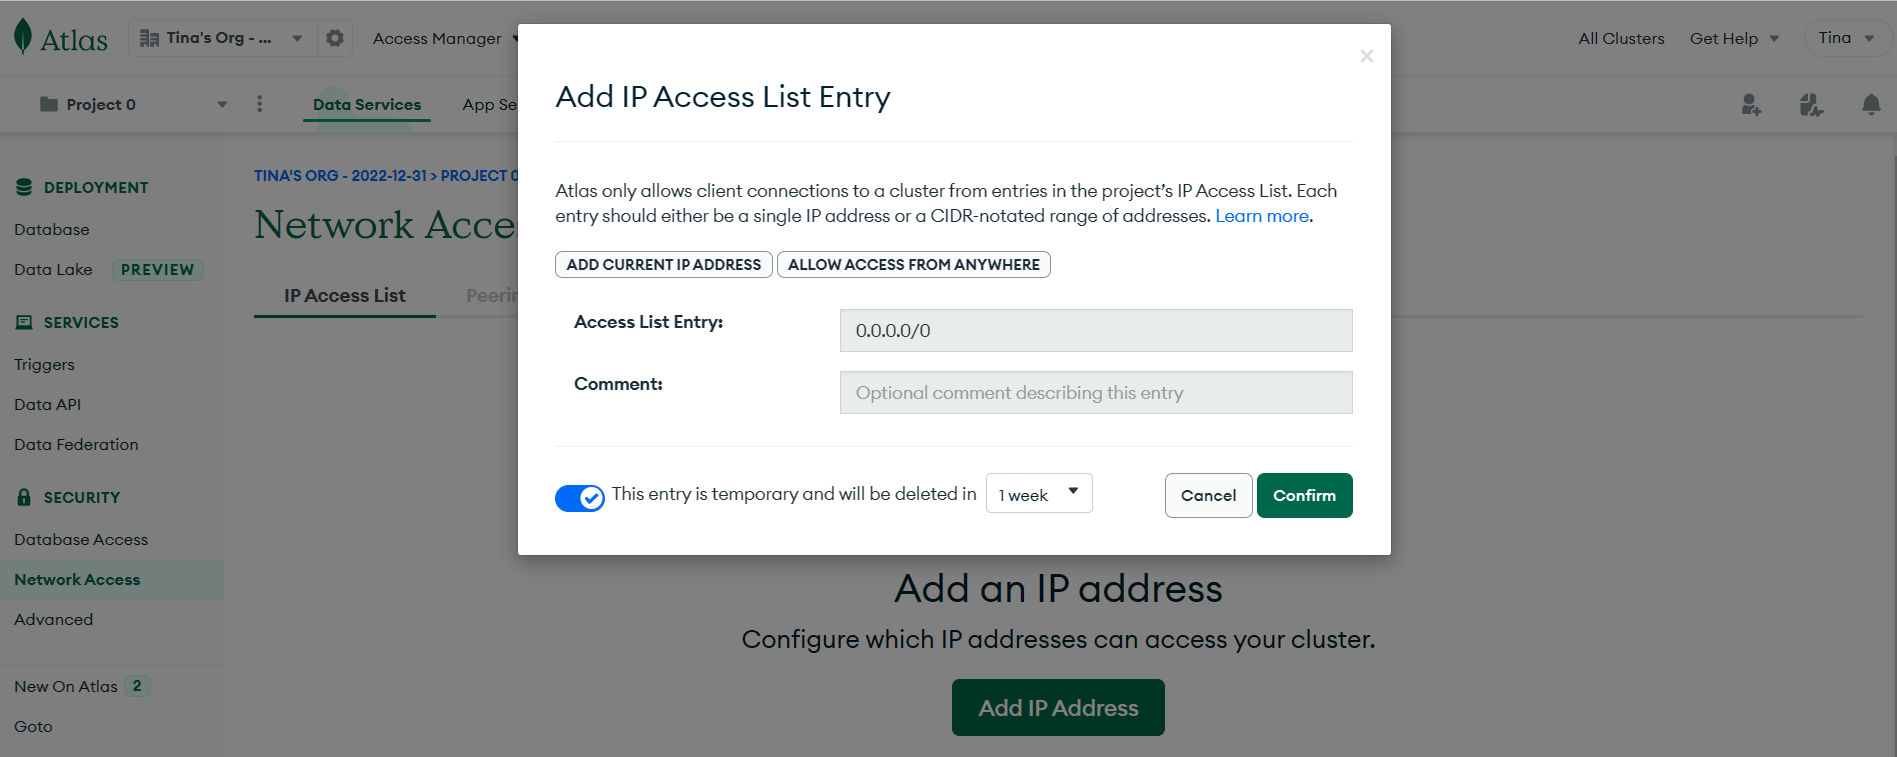 Atlas
Tina's Org - ...
Access Manager
All Clusters
Get Help
Tina
Project 0
Data Services
App Se
DEPLOYMENT
Database
Data Lake PREVIEW
SERVICES
Triggers
Data API
Data Federation
SECURITY
Database Access
Network Access
Advanced
New On Atlas 2
Goto
TINA'S ORG - 2022-12-31 > PROJECT 0
Network Acce
IP Access List
Peerin
×
Add IP Access List Entry
Atlas only allows client connections to a cluster from entries in the project's IP Access List. Each
entry should either be a single IP address or a CIDR-notated range of addresses. Learn more.
ADD CURRENT IP ADDRESS ALLOW ACCESS FROM ANYWHERE
Access List Entry: 0.0.0.0/0
Comment: Optional comment describing this entry
This entry is temporary and will be deleted in 1 week Cancel Confirm
Add an IP address
Configure which IP addresses can access your cluster.
Add IP Address